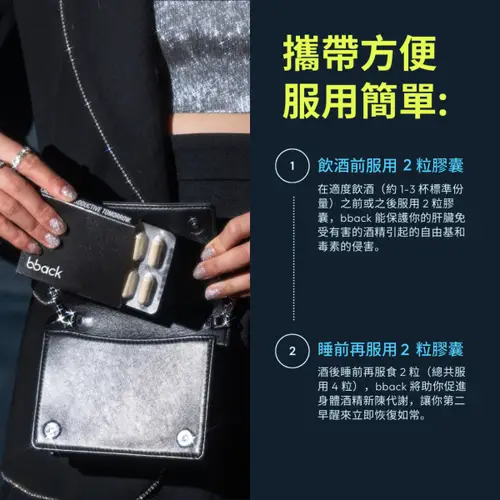 攜帶方便
服用簡單:
1
飲酒前服用 2 粒膠囊
在適度飲酒（約 1-3 杯標準份
量）之前或之後服用 2 粒膠
囊，bback 能保護你的肝臟免
受有害的酒精引起的自由基和
毒素的侵害。
2
睡前再服用 2 粒膠囊
酒後睡前再服食 2 粒（總共服
用 4 粒），bback 將助你促進
身體酒精新陳代謝，讓你第二
早醒來立即恢復如常。
DUCTIVE TOMORROW.
bback